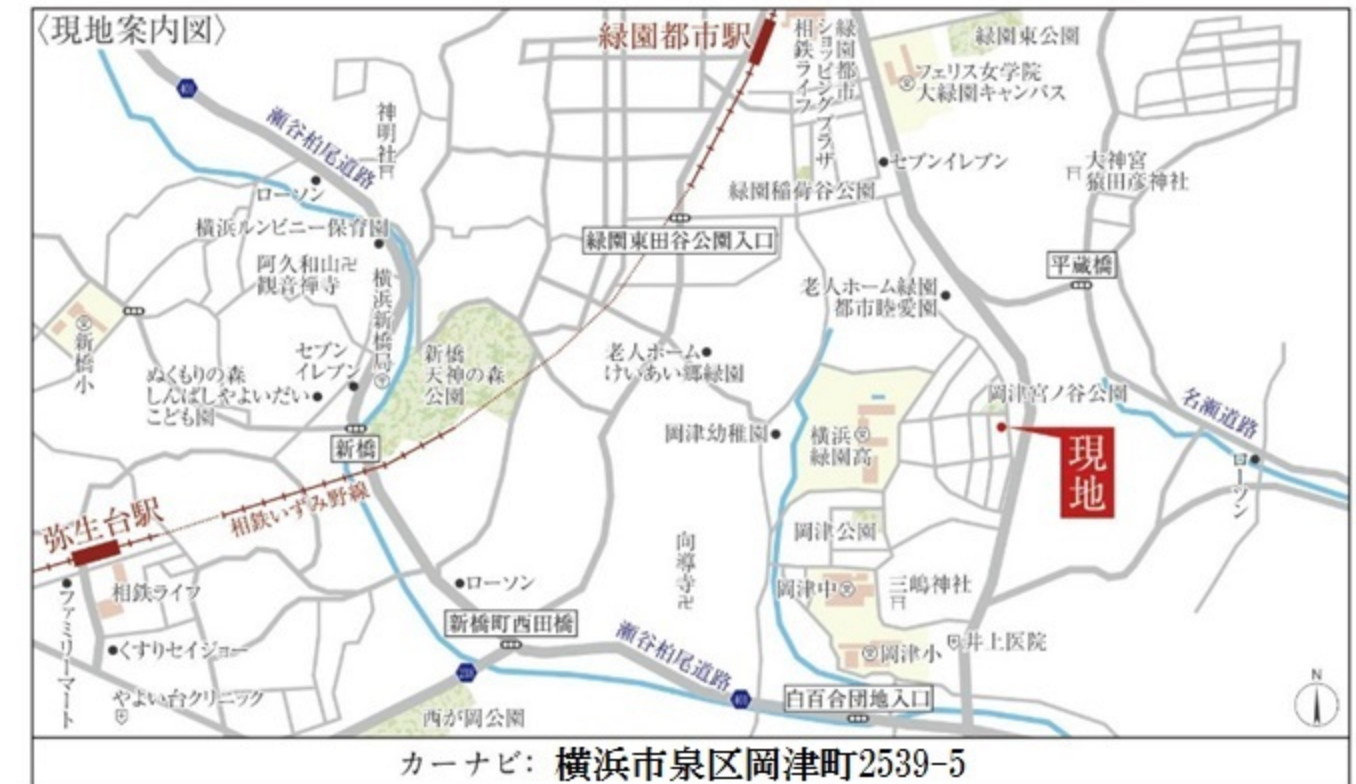 〈現地案内図〉
緑園都市駅
相鉄ライフ
ショッピングプラザ
緑園都市
緑園東公園
フェリス女学院
大緑園キャンパス
401
瀬谷柏尾道路
神明社
ローソン
セブンイレブン
大神宮
猿田彦神社
緑園稲荷谷公園
横浜ルンビニー保育園
緑園東田谷公園入口
阿久和山卍
観音禅寺
横浜新橋局
平蔵橋
老人ホーム緑園
都市睦愛園
文
新橋小
セブン
イレブン
新橋
天神の森
公園
老人ホーム
けいあい郷緑園
ぬくもりの森
しんばしやよいだい
こども園
岡津宮ノ谷公園
名瀬道路
新橋
岡津幼稚園
横浜文
緑園高
現地
ローソン
相鉄いずみ野線
弥生台駅
岡津公園
向導寺卍
相鉄ライフ
ローソン
岡津中文
三嶋神社
ファミリーマート
新橋町西田橋
瀬谷柏尾道路
くすりセイジョー
文岡津小
井上医院
やよい台クリニック
218
401
白百合団地入口
西が岡公園
N
カーナビ：横浜市泉区岡津町2539-5